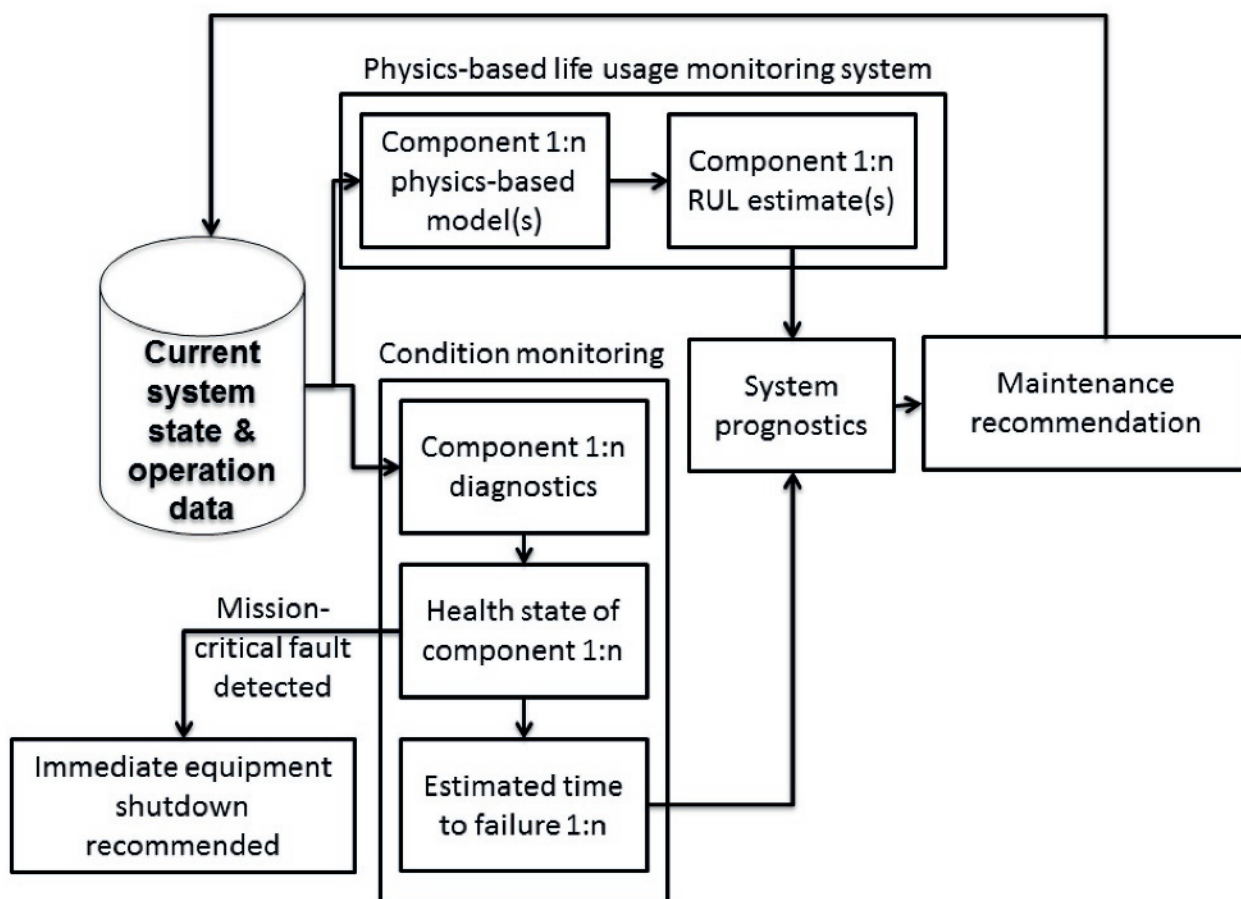 Physics-based life usage monitoring system
Component 1:n
physics-based
model(s)
Component 1:n
RUL estimate(s)
Current
system
state &
operation
data
Condition monitoring
Component 1:n
diagnostics
System
prognostics
Maintenance
recommendation
Health state of
component 1:n
Mission-
critical fault
detected
Immediate equipment
shutdown
recommended
Estimated time
to failure 1:n